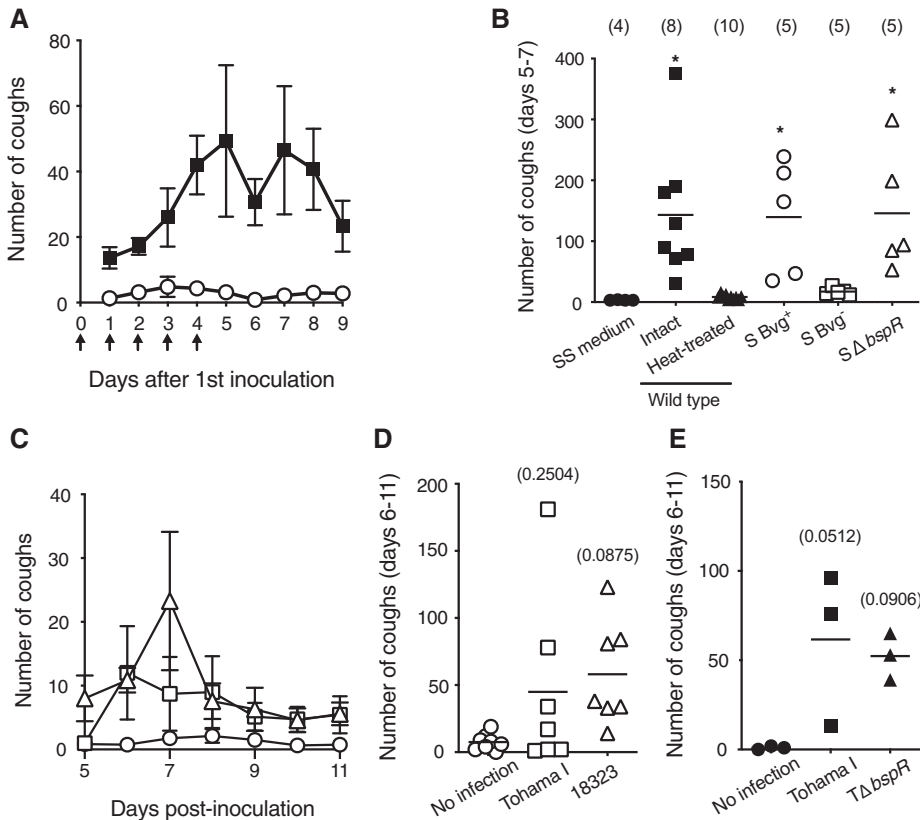 A
Number of coughs
80
60
40
20
0
0 1 2 3 4 5 6 7 8 9
Days after 1st inoculation
B
(4) (8) (10) (5) (5) (5)
Number of coughs (days 5-7)
400
300
200
100
0
* * *
SS medium
Intact
Heat-treated
S Bvg⁺
S Bvg⁻
SΔbspR
Wild type
C
Number of coughs
40
30
20
10
0
5 7 9 11
Days post-inoculation
D
Number of coughs (days 6-11)
200
150
100
50
0
(0.2504)
(0.0875)
No infection
Tohama I
18323
E
Number of coughs (days 6-11)
150
100
50
0
(0.0512)
(0.0906)
No infection
Tohama I
TΔbspR